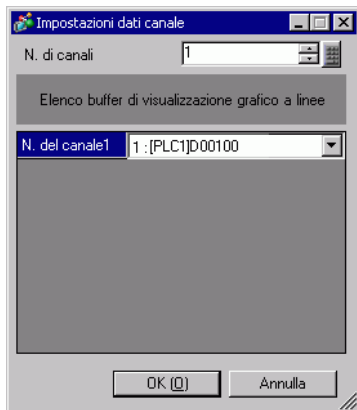 Impostazioni dati canale
N. di canali 1
Elenco buffer di visualizzazione grafico a linee
N. del canale1 1 :[PLC1]D00100
OK (O) Annulla